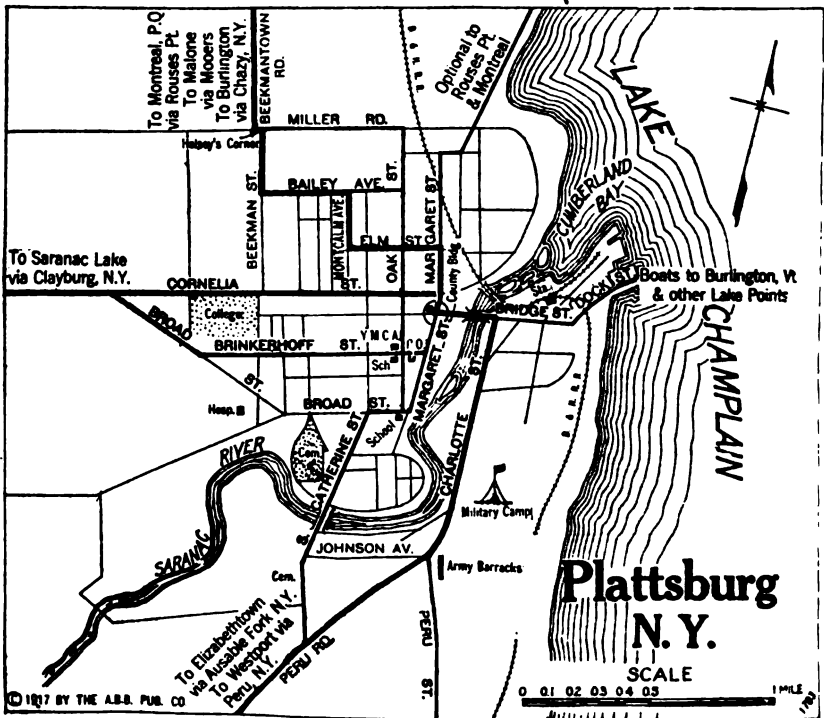 To Montreal, P.Q.
via Rouses Pt.
To Malone
via Mooers
To Burlington
via Chazy, N.Y.
BEEKMANTOWN
RD.
Optional to
Rouses Pt.
& Montreal
D & H. R. R.
LAKE
CHAMPLAIN
CUMBERLAND
BAY
MILLER RD.
Halsey's Corner
BEEKMAN ST.
BAILEY AVE.
MONTCALM AVE.
ELM ST.
OAK ST.
MARGARET ST.
County Bldg
To Saranac Lake
via Clayburg, N.Y.
CORNELIA ST.
Sta.
DOCK ST.
Boats to Burlington, Vt
& other Lake Points
BRIDGE ST.
BROAD
ST.
College
BRINKERHOFF ST.
Y M C A
P O
Sch
MARGARET ST.
D & H. R. R.
Hosp.
BROAD ST.
School
Cem.
CATHERINE ST.
CHARLOTTE ST.
SARANAC
RIVER
Military Camp
JOHNSON AV.
Cem.
Army Barracks
To Elizabethtown
via Ausable Fork N.Y.
To Westport via
Peru, N.Y.
PERU RD.
PERU
ST.
Plattsburg
N. Y.
SCALE
0 0.1 0.2 0.3 0.4 0.5 1 MILE
© 1917 BY THE A.B.B. PUB. CO